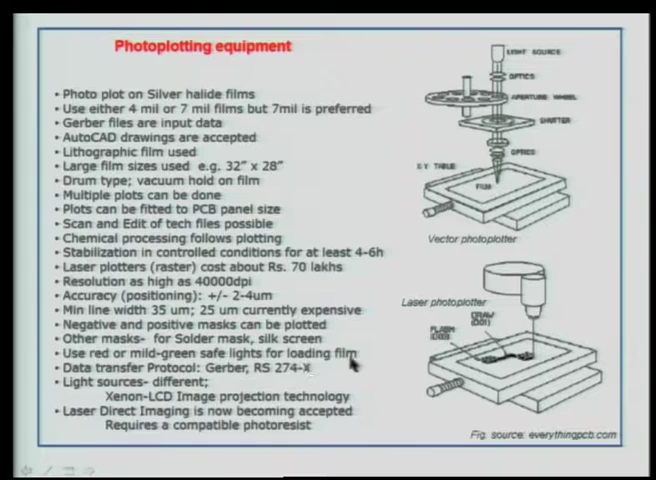 Photoplotting equipment
• Photo plot on Silver halide films
• Use either 4 mil or 7 mil films but 7mil is preferred
• Gerber files are input data
• AutoCAD drawings are accepted
• Lithographic film used
• Large film sizes used e.g. 32" x 28"
• Drum type; vacuum hold on film
• Multiple plots can be done
• Plots can be fitted to PCB panel size
• Scan and Edit of tech files possible
• Chemical processing follows plotting
• Stabilization in controlled conditions for at least 4-6h
• Laser plotters (raster) cost about Rs. 70 lakhs
• Resolution as high as 40000dpi
• Accuracy (positioning): +/- 2-4um
• Min line width 35 um; 25 um currently expensive
• Negative and positive masks can be plotted
• Other masks- for Solder mask, silk screen
• Use red or mild-green safe lights for loading film
• Data transfer Protocol: Gerber, RS 274-X
• Light sources- different;
Xenon-LCD Image projection technology
• Laser Direct Imaging is now becoming accepted
Requires a compatible photoresist
LIGHT SOURCE
OPTICS
APERTURE WHEEL
SHUTTER
OPTICS
X-Y TABLE
FILM
Vector photoplotter
Laser photoplotter
DRAW
(D01)
FLASH
(D03)
Fig. source: everythingpcb.com